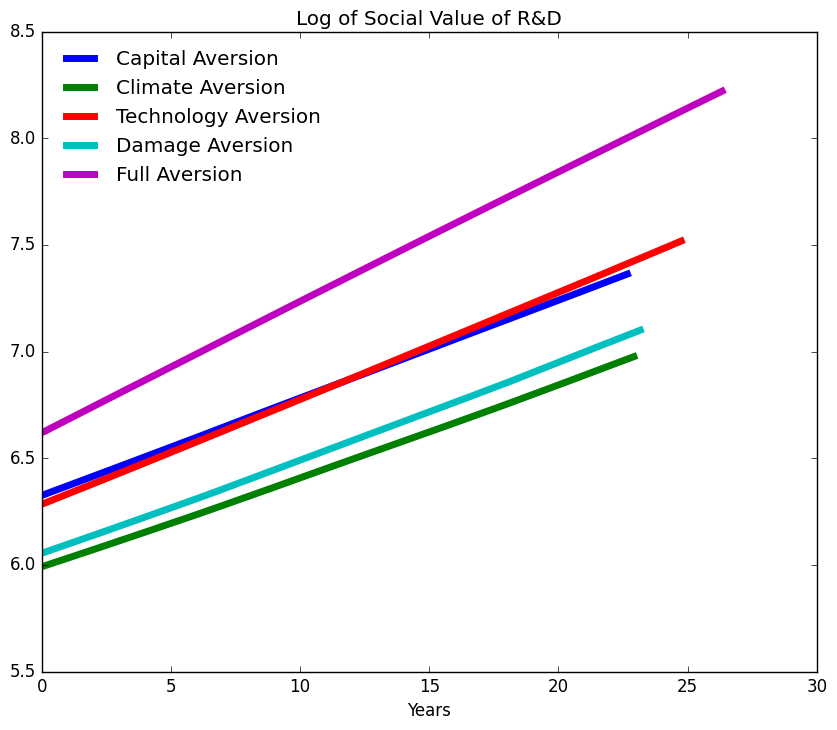 Log of Social Value of R&D
8.5
8.0
7.5
7.0
6.5
6.0
5.5
Capital Aversion
Climate Aversion
Technology Aversion
Damage Aversion
Full Aversion
0 5 10 15 20 25 30
Years